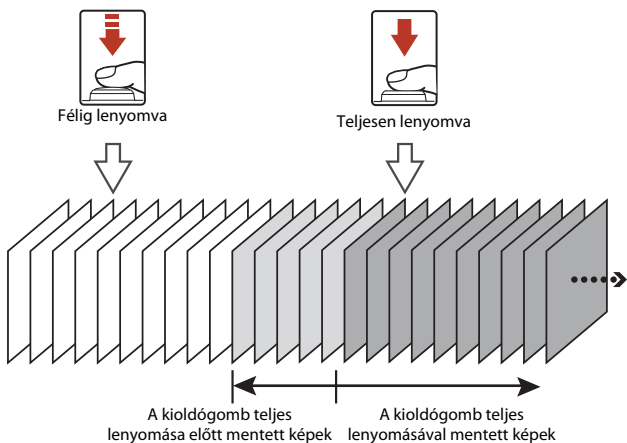 Félig lenyomva
Teljesen lenyomva
A kioldógomb teljes
lenyomása előtt mentett képek
A kioldógomb teljes
lenyomásával mentett képek